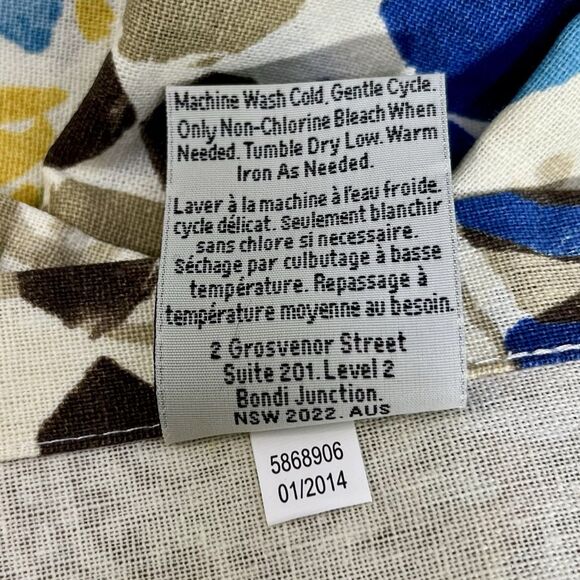 Machine Wash Cold, Gentle Cycle.
Only Non-Chlorine Bleach When
Needed. Tumble Dry Low. Warm
Iron As Needed.
Laver à la machine à l'eau froide.
cycle délicat. Seulement blanchir
sans chlore si necessaire.
Séchage par culbutage à basse
température. Repassage à
température moyenne au besoin.
2 Grosvenor Street
Suite 201. Level 2
Bondi Junction.
NSW 2022. AUS
5868906
01/2014